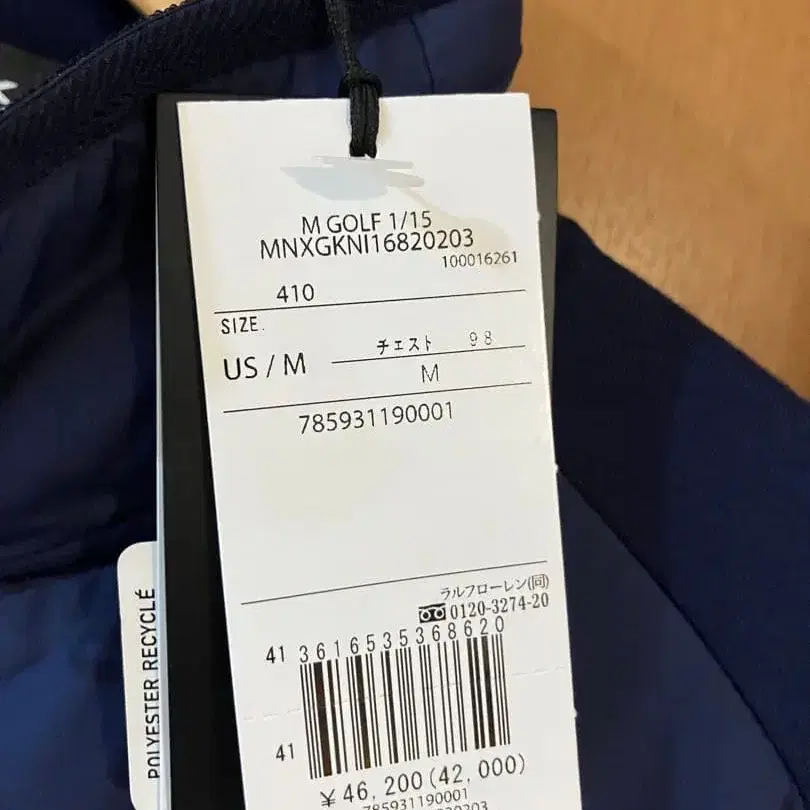 M GOLF 1/15
MNXGKNI16820203
100016261
410
SIZE.
US / M
チェスト 98
M
785931190001
ラルフローレン(同)
0120-3274-20
41 3616535368620
41
¥46,200(42,000)
785931190001
POLYESTER RECYCLÉ